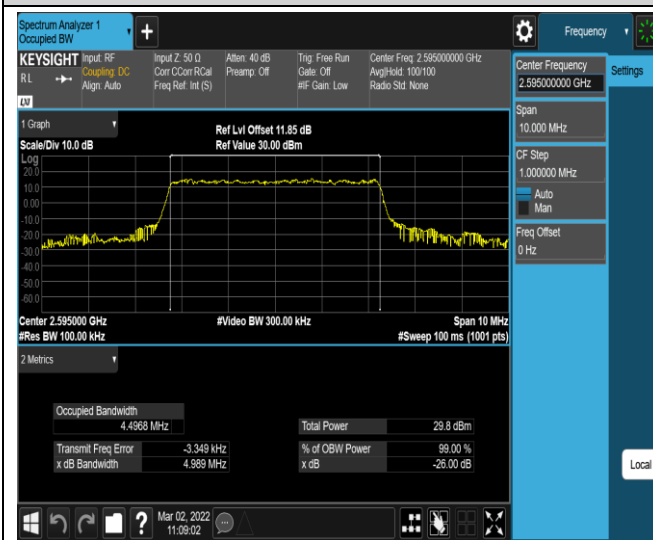 Spectrum Analyzer 1
Occupied BW
+
Frequency
KEYSIGHT
RL
LXI
Input: RF
Coupling: DC
Align: Auto
Input Z: 50 Ω
Corr CCorr RCal
Freq Ref: Int (S)
Atten: 40 dB
Preamp: Off
Trig: Free Run
Gate: Off
#IF Gain: Low
Center Freq: 2.595000000 GHz
Avg|Hold: 100/100
Radio Std: None
Center Frequency
2.595000000 GHz
Settings
Span
10.000 MHz
CF Step
1.000000 MHz
Auto
Man
Freq Offset
0 Hz
1 Graph
Scale/Div 10.0 dB
Ref Lvl Offset 11.85 dB
Ref Value 30.00 dBm
Log
20.0
10.0
0.00
-10.0
-20.0
-30.0
-50.0
-60.0
Center 2.595000 GHz
#Video BW 300.00 kHz
Span 10 MHz
#Res BW 100.00 kHz
#Sweep 100 ms (1001 pts)
2 Metrics
Occupied Bandwidth
4.4968 MHz
Total Power 29.8 dBm
Transmit Freq Error -3.349 kHz
% of OBW Power 99.00 %
x dB Bandwidth 4.989 MHz
x dB -26.00 dB
Local
?
Mar 02, 2022
11:09:02